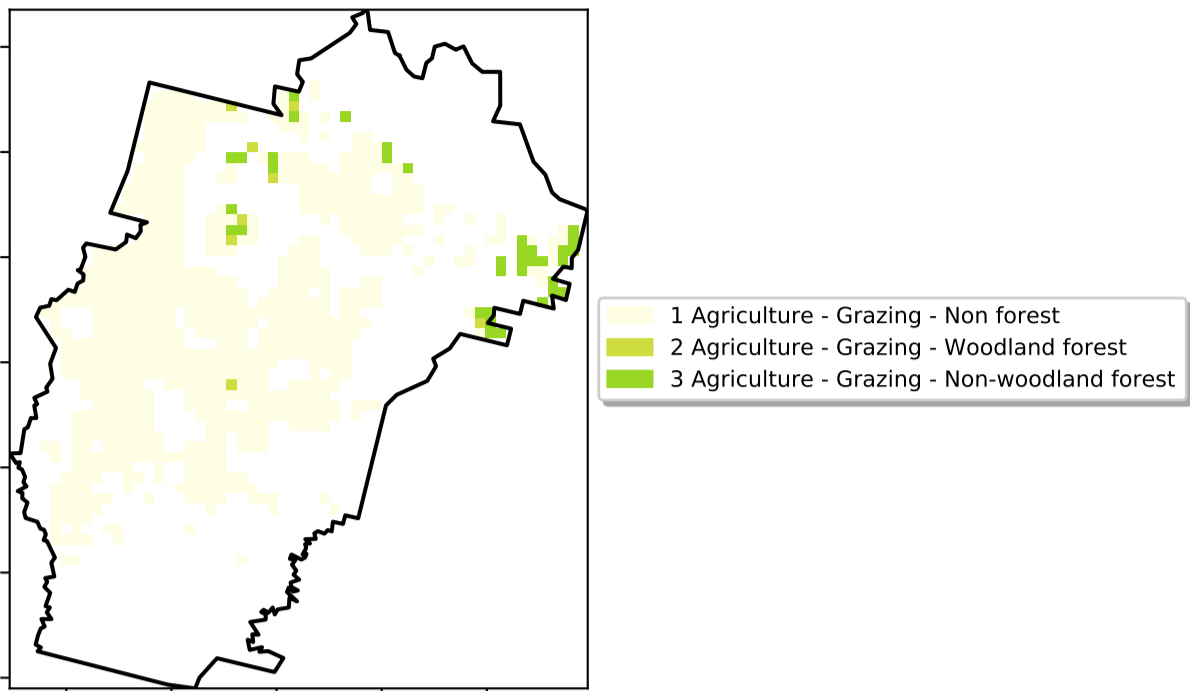 1 Agriculture - Grazing - Non forest
2 Agriculture - Grazing - Woodland forest
3 Agriculture - Grazing - Non-woodland forest